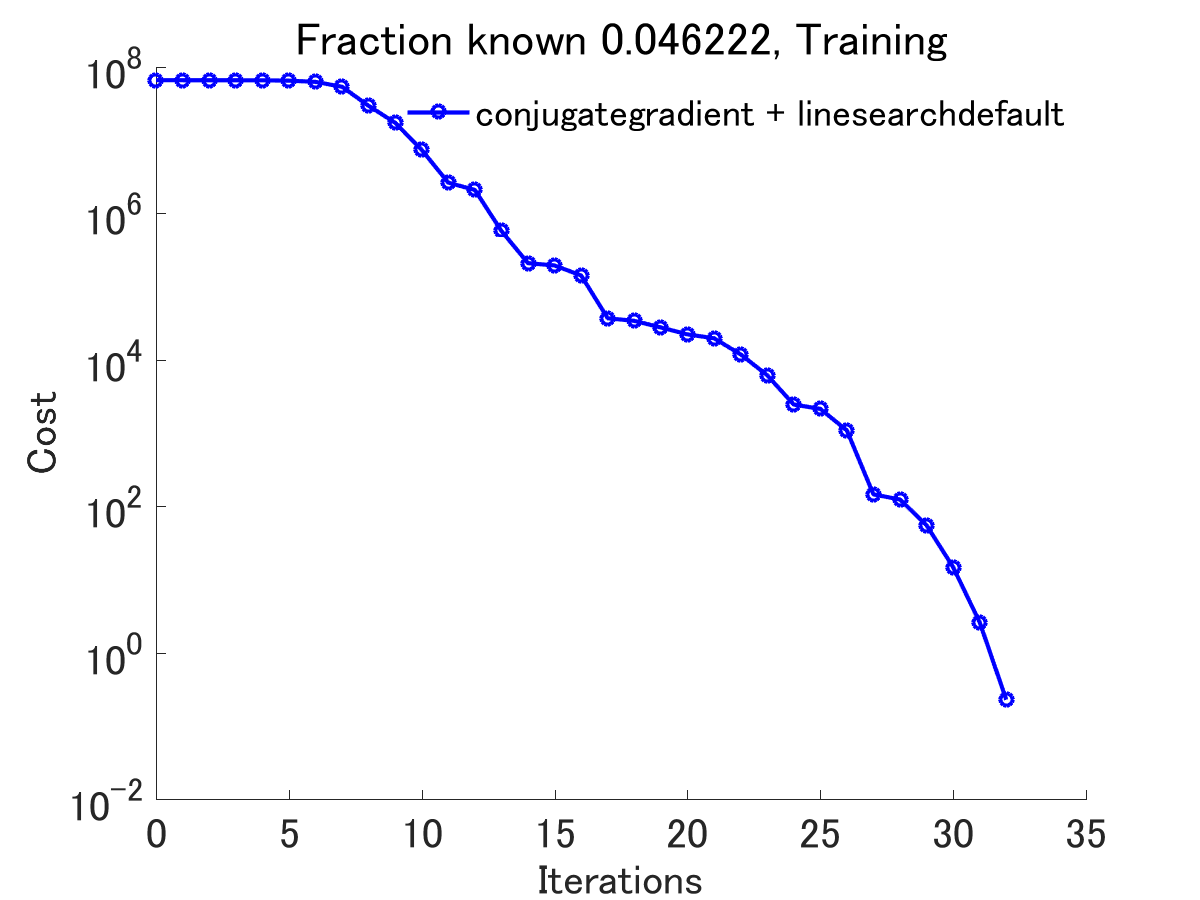 Fraction known 0.046222, Training
conjugategradient + linesearchdefault
10^8
10^6
10^4
10^2
10^0
10^-2
Cost
0 5 10 15 20 25 30 35
Iterations